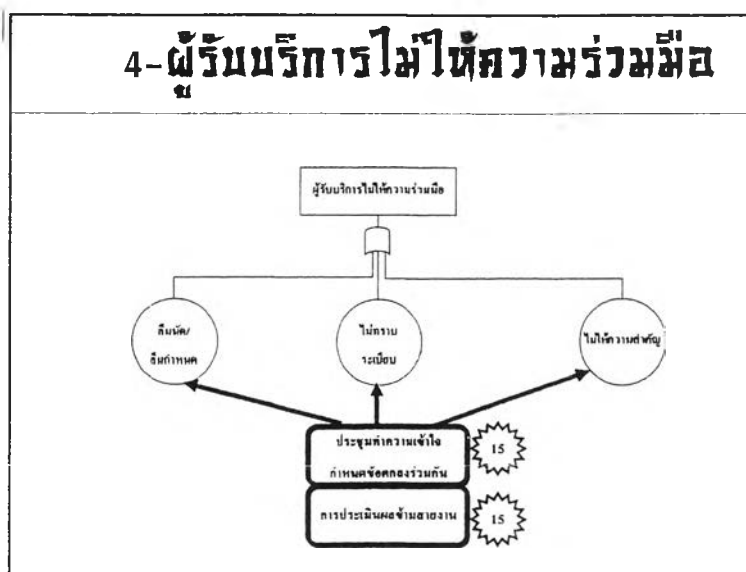 4-ผู้รับบริการไม่ให้ความร่วมมือ
ผู้รับบริการไม่ให้ความร่วมมือ
ลืมนัด/
ลืมกำหนด
ไม่ทราบ
ระเบียบ
ไม่ให้ความสำคัญ
ประชุมทำความเข้าใจ
กำหนดข้อตกลงร่วมกัน
15
การประเมินผลข้ามสายงาน
15